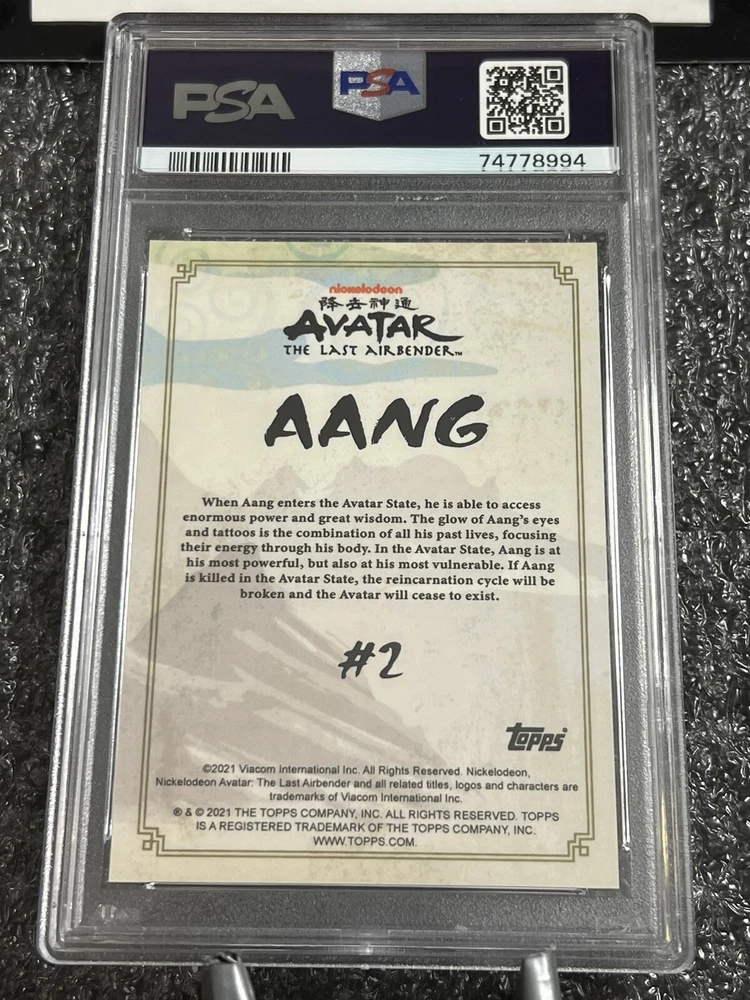 PSA
PSA
74778994
nickelodeon
降去神通
AVATAR
THE LAST AIRBENDER™
AANG
When Aang enters the Avatar State, he is able to access
enormous power and great wisdom. The glow of Aang's eyes
and tattoos is the combination of all his past lives, focusing
their energy through his body. In the Avatar State, Aang is at
his most powerful, but also at his most vulnerable. If Aang
is killed in the Avatar State, the reincarnation cycle will be
broken and the Avatar will cease to exist.
#2
topps
©2021 Viacom International Inc. All Rights Reserved. Nickelodeon,
Nickelodeon Avatar: The Last Airbender and all related titles, logos and characters are
trademarks of Viacom International Inc.
® & © 2021 THE TOPPS COMPANY, INC. ALL RIGHTS RESERVED. TOPPS
IS A REGISTERED TRADEMARK OF THE TOPPS COMPANY, INC.
WWW.TOPPS.COM.